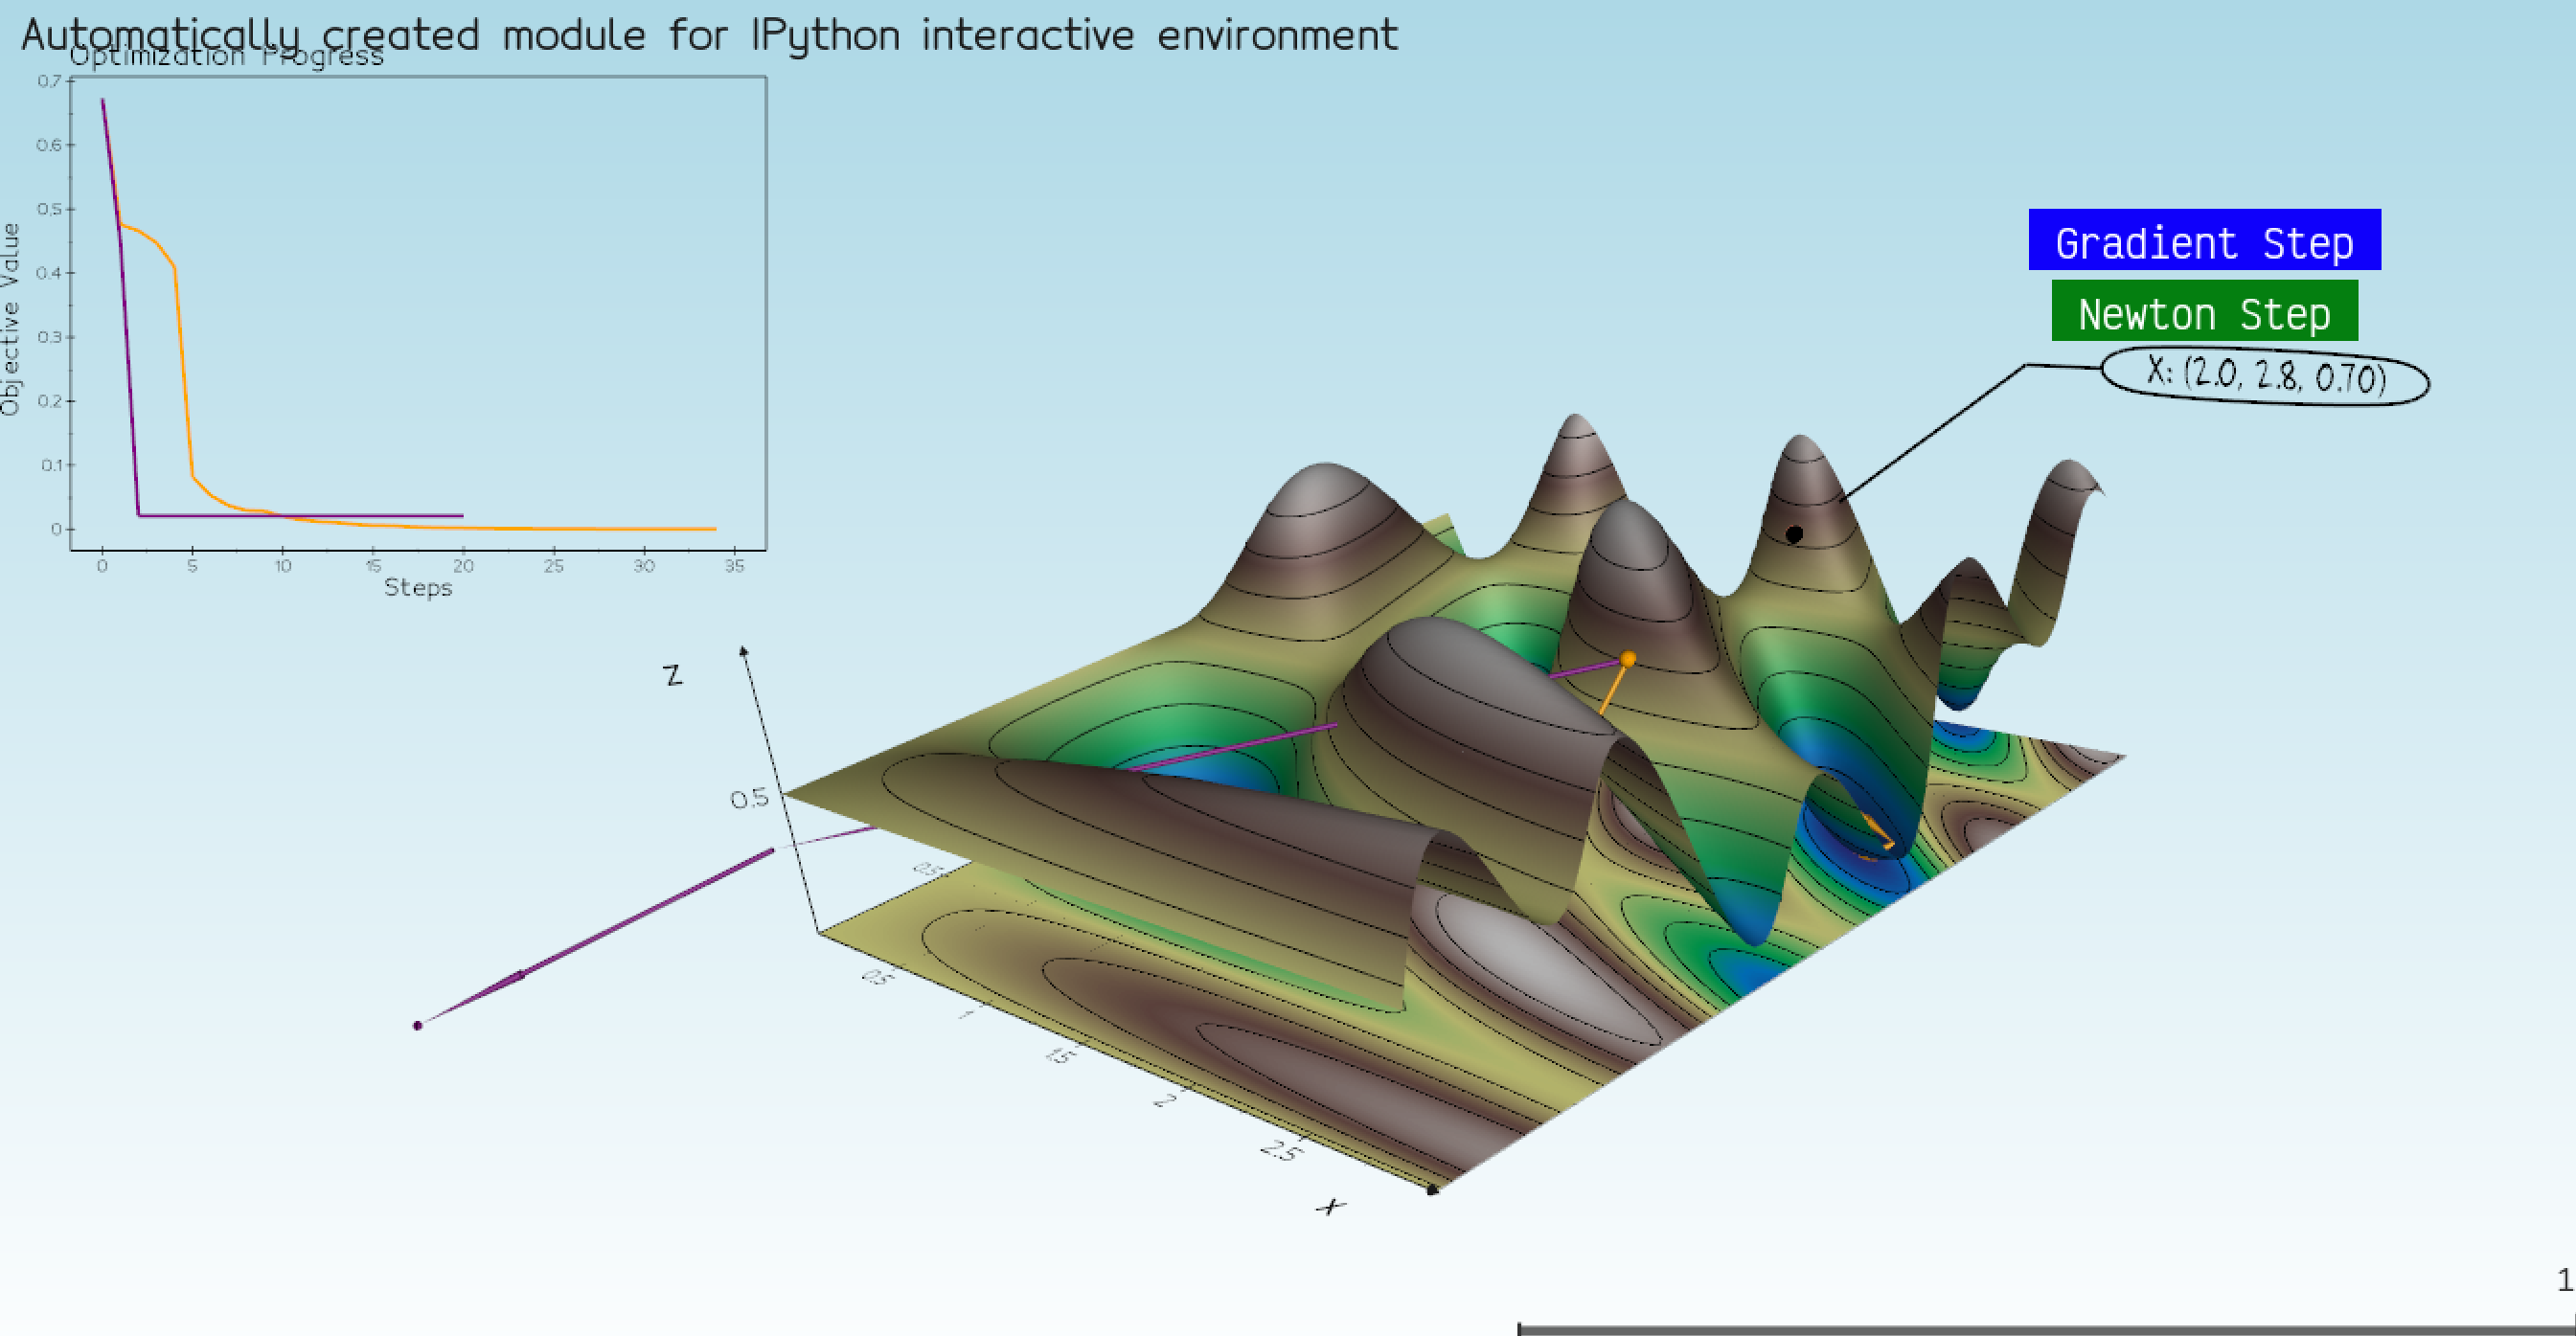 Automatically created module for IPython interactive environment
Optimization Progress
0.7
0.6
0.5
0.4
0.3
0.2
0.1
0
Objective Value
0 5 10 15 20 25 30 35
Steps
Gradient Step
Newton Step
X: (2.0, 2.8, 0.70)
Z
0.5
0.5
0.5
1
1.5
2
2.5
X
1